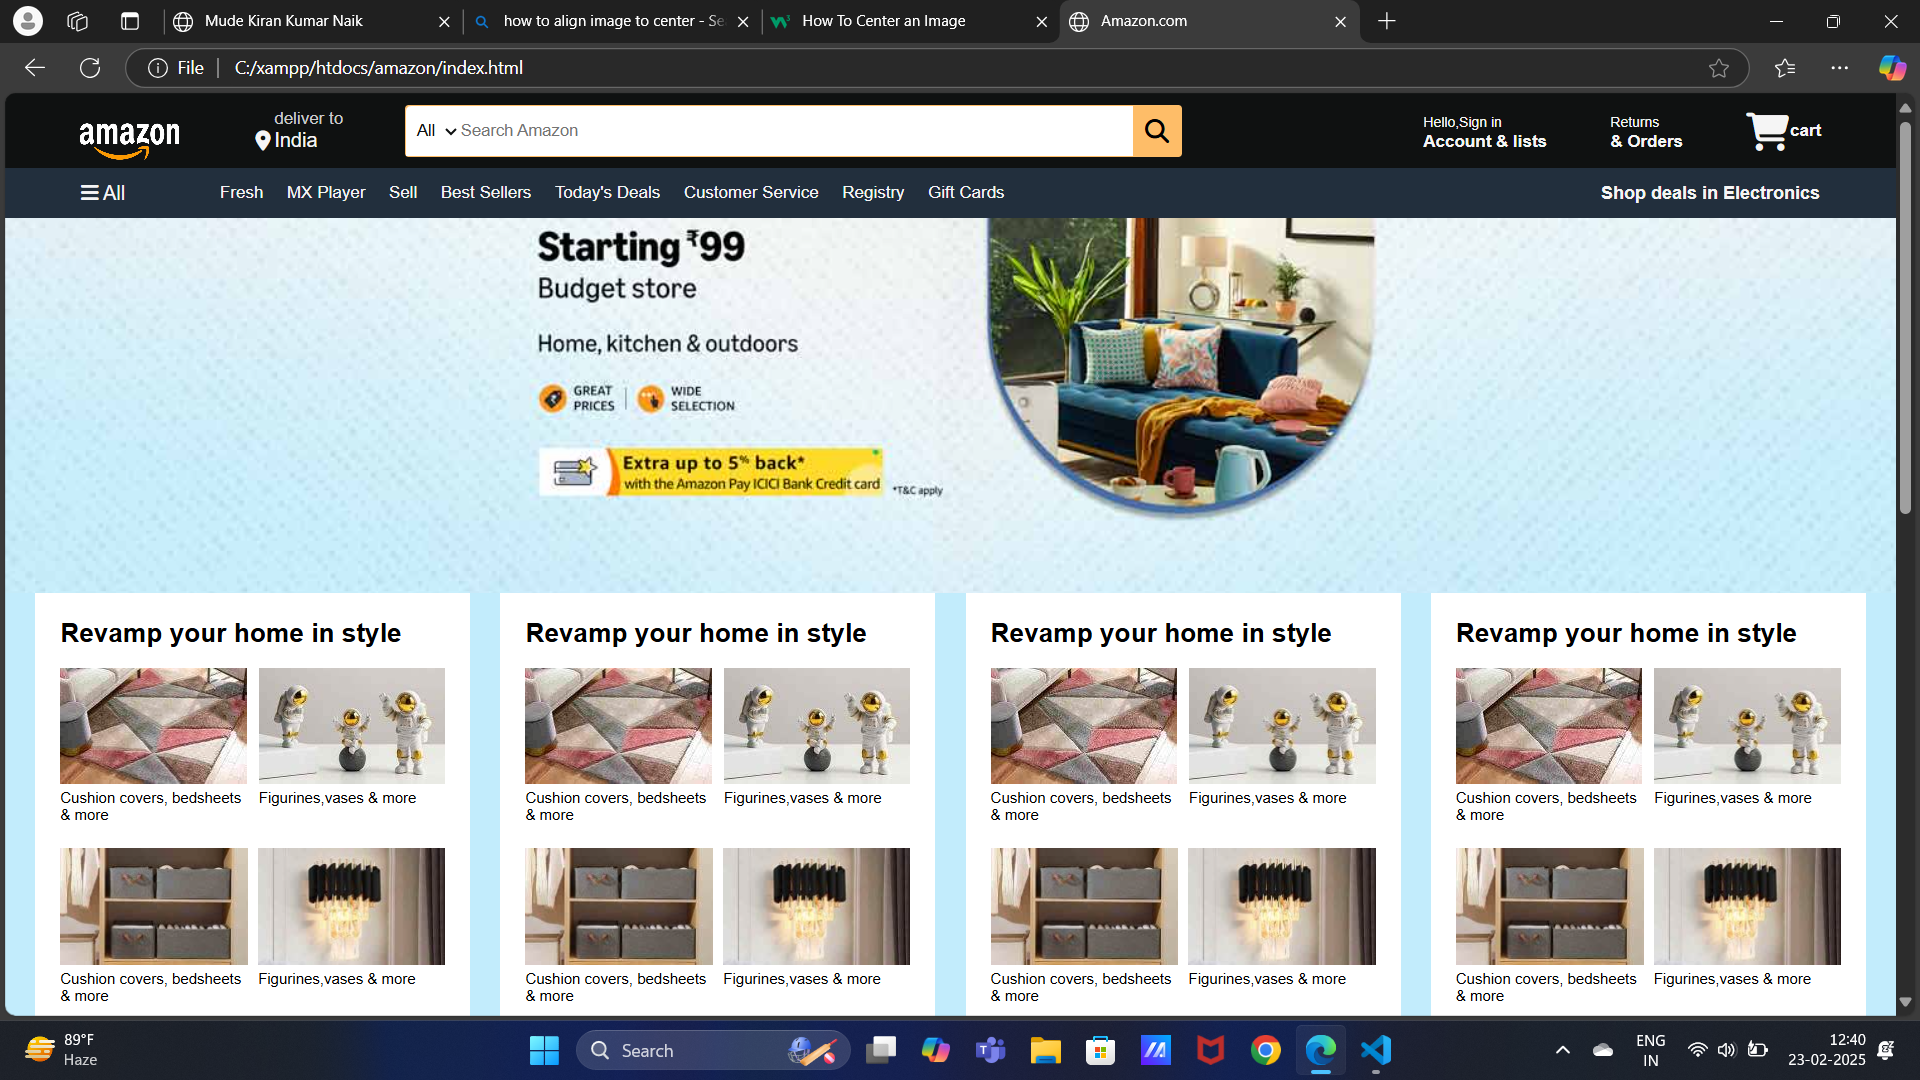 Mude Kiran Kumar Naik
how to align image to center - Se
How To Center an Image
Amazon.com
File
C:/xampp/htdocs/amazon/index.html
amazon
deliver to
India
All
Search Amazon
Hello,Sign in
Account & lists
Returns
& Orders
cart
All
Fresh
MX Player
Sell
Best Sellers
Today's Deals
Customer Service
Registry
Gift Cards
Shop deals in Electronics
Starting ₹99
Budget store
Home, kitchen & outdoors
GREAT
PRICES
WIDE
SELECTION
Extra up to 5% back*
with the Amazon Pay ICICI Bank Credit card
*T&C apply
Revamp your home in style
Cushion covers, bedsheets
& more
Figurines,vases & more
Cushion covers, bedsheets
& more
Figurines,vases & more
Revamp your home in style
Cushion covers, bedsheets
& more
Figurines,vases & more
Cushion covers, bedsheets
& more
Figurines,vases & more
Revamp your home in style
Cushion covers, bedsheets
& more
Figurines,vases & more
Cushion covers, bedsheets
& more
Figurines,vases & more
Revamp your home in style
Cushion covers, bedsheets
& more
Figurines,vases & more
Cushion covers, bedsheets
& more
Figurines,vases & more
89°F
Haze
Search
ENG
IN
12:40
23-02-2025